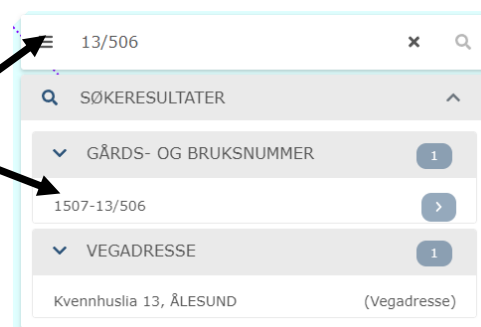 13/506
SØKERESULTATER
GÅRDS- OG BRUKSNUMMER 1
1507-13/506
VEGADRESSE 1
Kvennhuslia 13, ÅLESUND (Vegadresse)